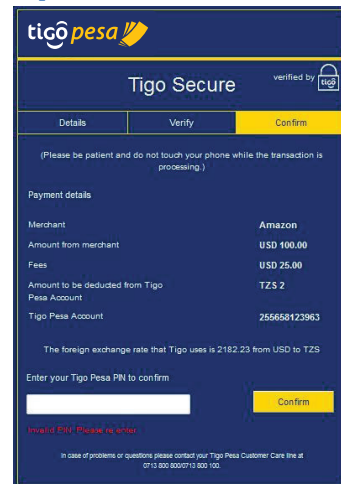 tigo pesa
Tigo Secure
verified by
tigo
Details
Verify
Confirm
(Please be patient and do not touch your phone while the transaction is
processing.)
Payment details
Merchant
Amazon
Amount from merchant
USD 100.00
Fees
USD 25.00
Amount to be deducted from Tigo
Pesa Account
TZS 2
Tigo Pesa Account
255658123963
The foreign exchange rate that Tigo uses is 2182.23 from USD to TZS
Enter your Tigo Pesa PIN to confirm
Confirm
Invalid PIN. Please re enter
In case of problems or questions please contact your Tigo Pesa Customer Care line at
0713 800 800/0713 800 100.